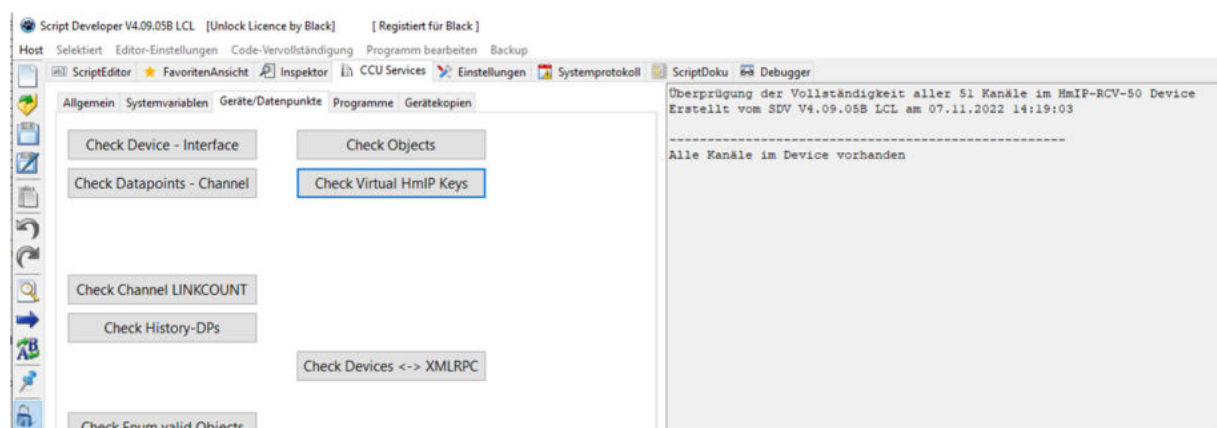 Script Developer V4.09.05B LCL [Unlock Licence by Black] [ Registiert für Black ]
Host Selektiert Editor-Einstellungen Code-Vervollständigung Programm bearbeiten Backup
ScriptEditor FavoritenAnsicht Inspektor CCU Services Einstellungen Systemprotokoll ScriptDoku Debugger
Allgemein Systemvariablen Geräte/Datenpunkte Programme Gerätekopien
Check Device - Interface Check Objects
Check Datapoints - Channel Check Virtual HmIP Keys
Check Channel LINKCOUNT
Check History-DPs
Check Devices <-> XMLRPC
Check Enum valid Objects
Überprügung der Vollständigkeit aller 51 Kanäle im HmIP-RCV-50 Device
Erstellt vom SDV V4.09.05B LCL am 07.11.2022 14:19:03
--------------------------------------------------
Alle Kanäle im Device vorhanden